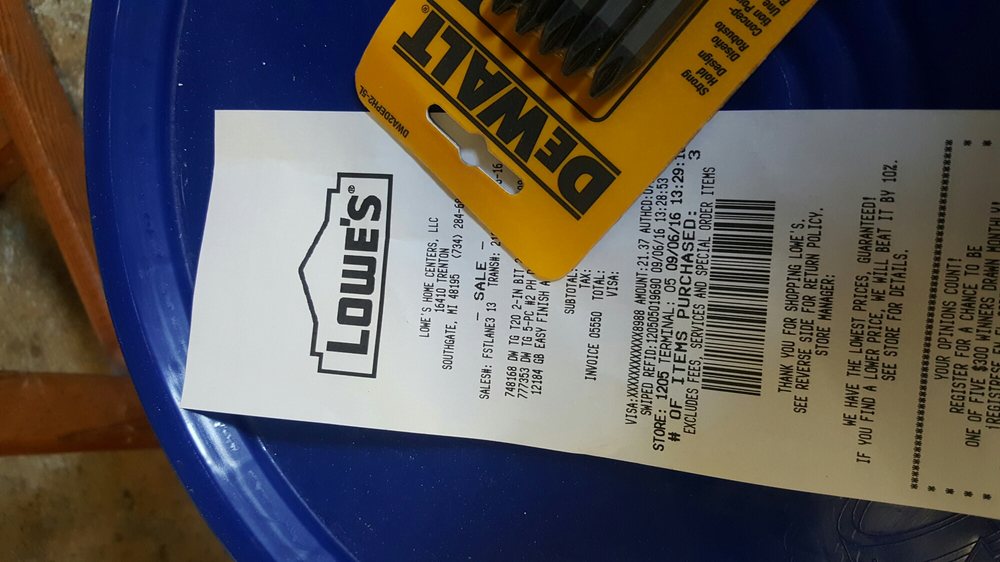 LOWE'S®
LOWE'S HOME CENTERS, LLC
16410 TRENTON
SOUTHGATE, MI 48195 (734) 284-
- SALE -
SALES#: FSTLANE3 13 TRANS#:
748168 DW TG T20 2-IN BIT
777353 DW TG 5-PC #2 PH
12184 GB EASY FINISH
SUBTOTAL:
TAX:
INVOICE 05550 TOTAL:
VISA:
VISA:XXXXXXXXXXXX8988 AMOUNT:21.37 AUTHCD:
SWIPED REFID:120505019680 09/06/16 13:28:53
STORE: 1205 TERMINAL: 05 09/06/16 13:29:1
# OF ITEMS PURCHASED: 3
EXCLUDES FEES, SERVICES AND SPECIAL ORDER ITEMS
THANK YOU FOR SHOPPING LOWE'S.
SEE REVERSE SIDE FOR RETURN POLICY.
STORE MANAGER:
WE HAVE THE LOWEST PRICES, GUARANTEED!
IF YOU FIND A LOWER PRICE, WE WILL BEAT IT BY 10%.
SEE STORE FOR DETAILS.
YOUR OPINIONS COUNT!
REGISTER FOR A CHANCE TO BE
ONE OF FIVE $300 WINNERS DRAWN MONTHLY!
DEWALT®
DWA2DEPH2-5L
Strong
Hold
Design
Diseño
Robusto